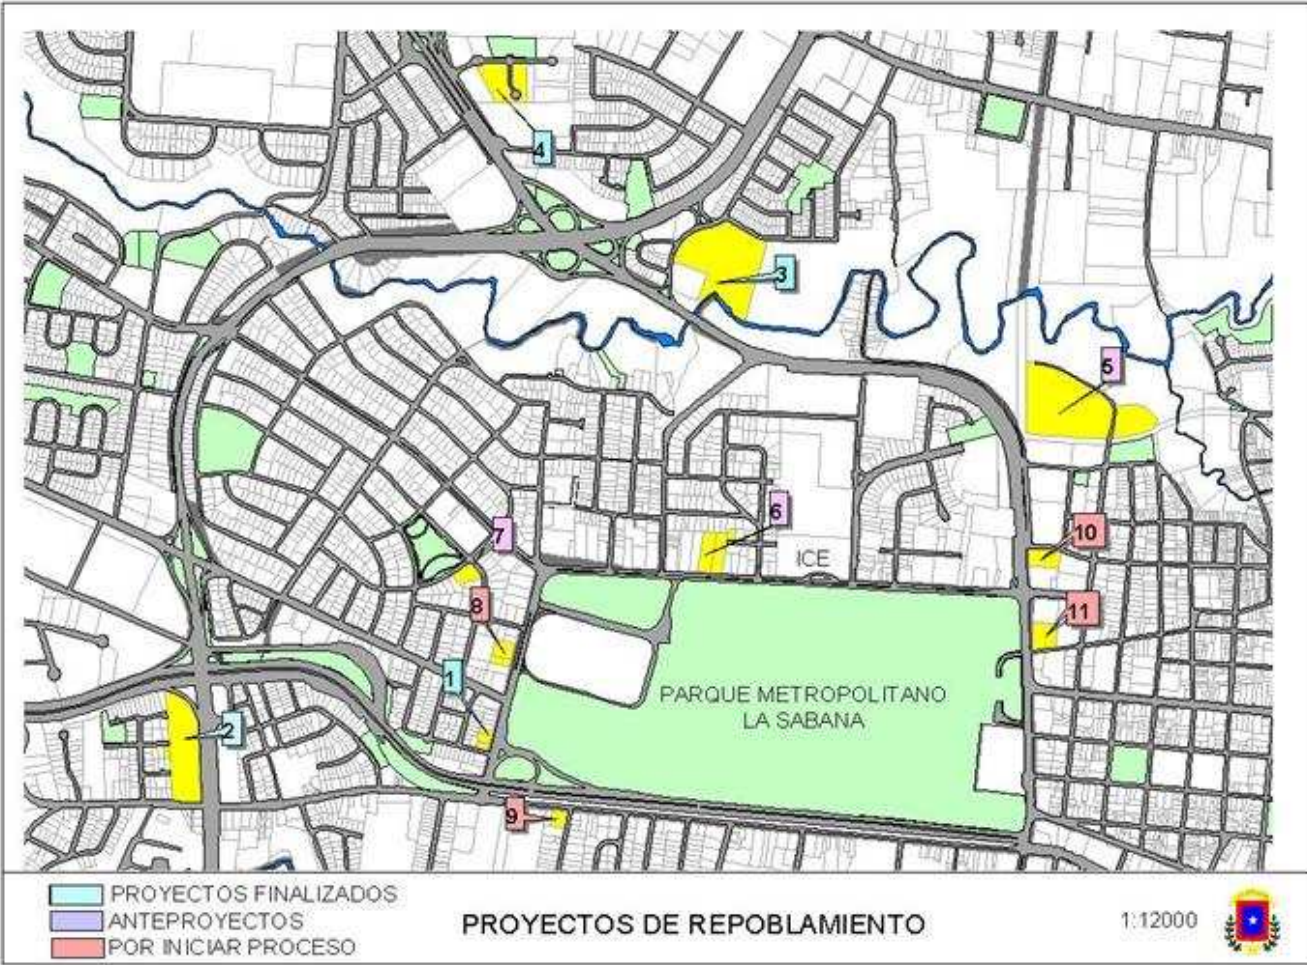 4
3
5
7
6
10
ICE
8
11
1
PARQUE METROPOLITANO
LA SABANA
2
9
PROYECTOS FINALIZADOS
ANTEPROYECTOS
POR INICIAR PROCESO
PROYECTOS DE REPOBLAMIENTO
1:12000